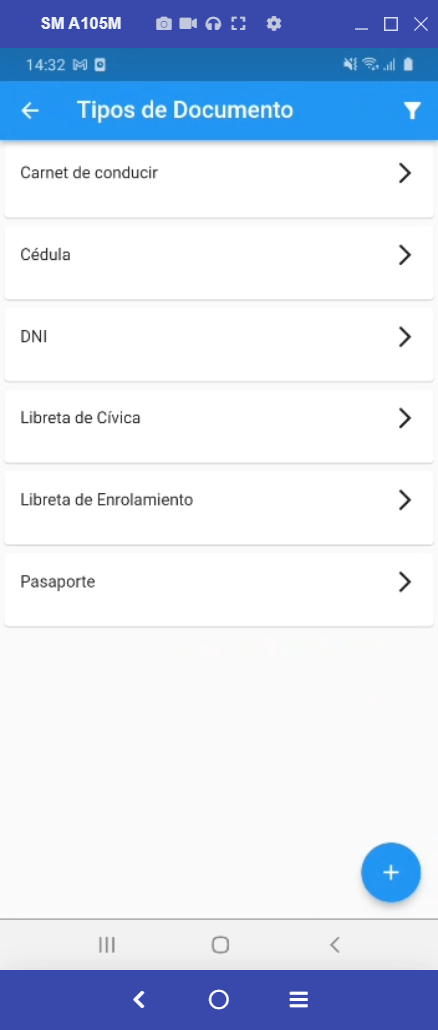 SM A105M
14:32
Tipos de Documento
Carnet de conducir
Cédula
DNI
Libreta de Cívica
Libreta de Enrolamiento
Pasaporte